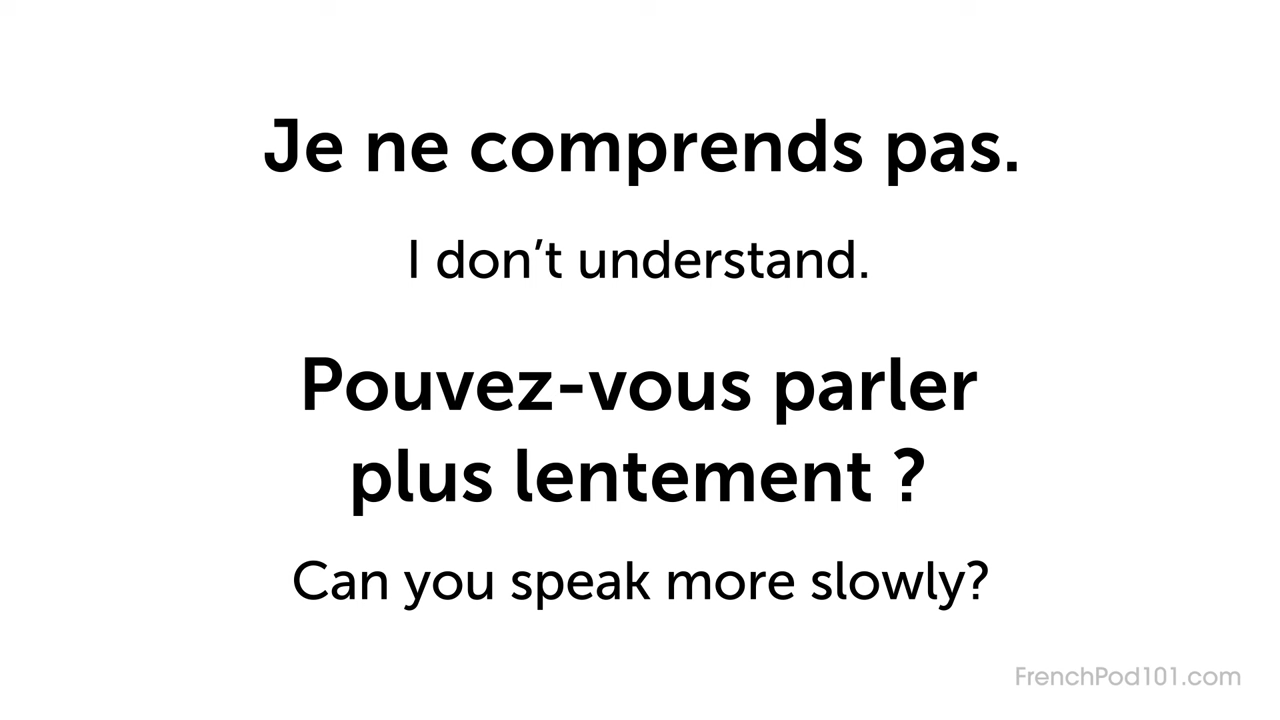 Je ne comprends pas.
I don’t understand.
Pouvez-vous parler
plus lentement ?
Can you speak more slowly?
FrenchPod101.com